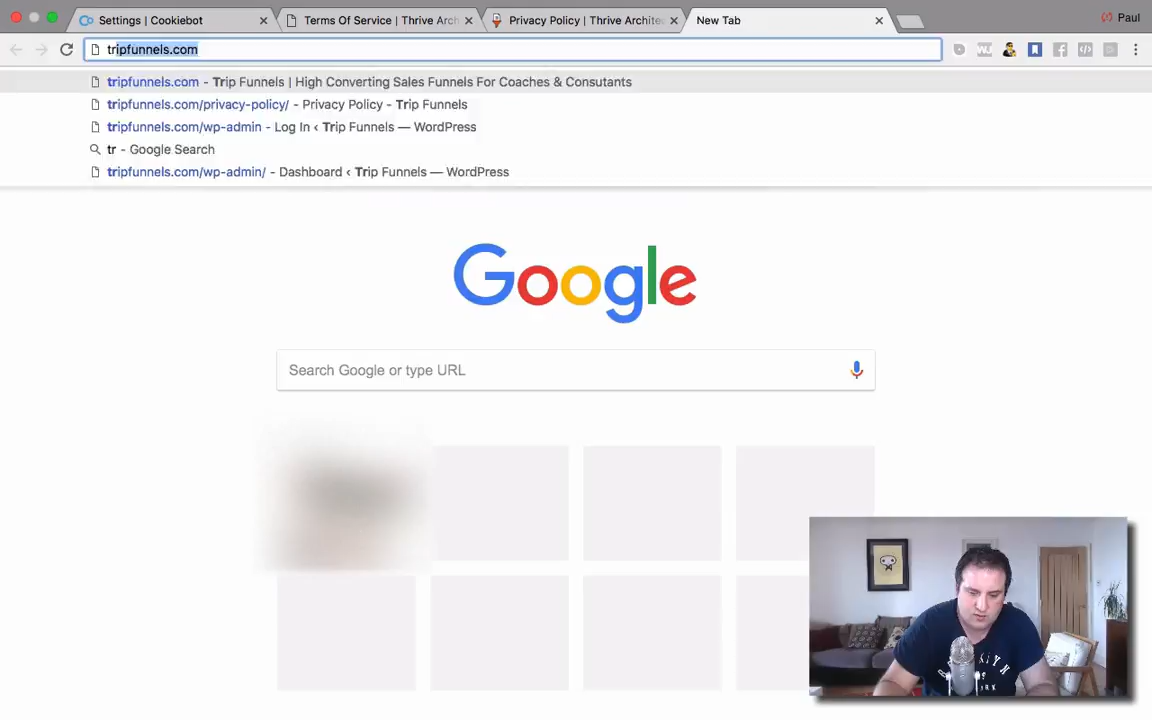 Settings | Cookiebot
Terms Of Service | Thrive Arch
Privacy Policy | Thrive Archite
New Tab
Paul
tripfunnels.com
tripfunnels.com - Trip Funnels | High Converting Sales Funnels For Coaches & Consutants
tripfunnels.com/privacy-policy/ - Privacy Policy - Trip Funnels
tripfunnels.com/wp-admin - Log In ‹ Trip Funnels — WordPress
tr - Google Search
tripfunnels.com/wp-admin/ - Dashboard ‹ Trip Funnels — WordPress
Google
Search Google or type URL